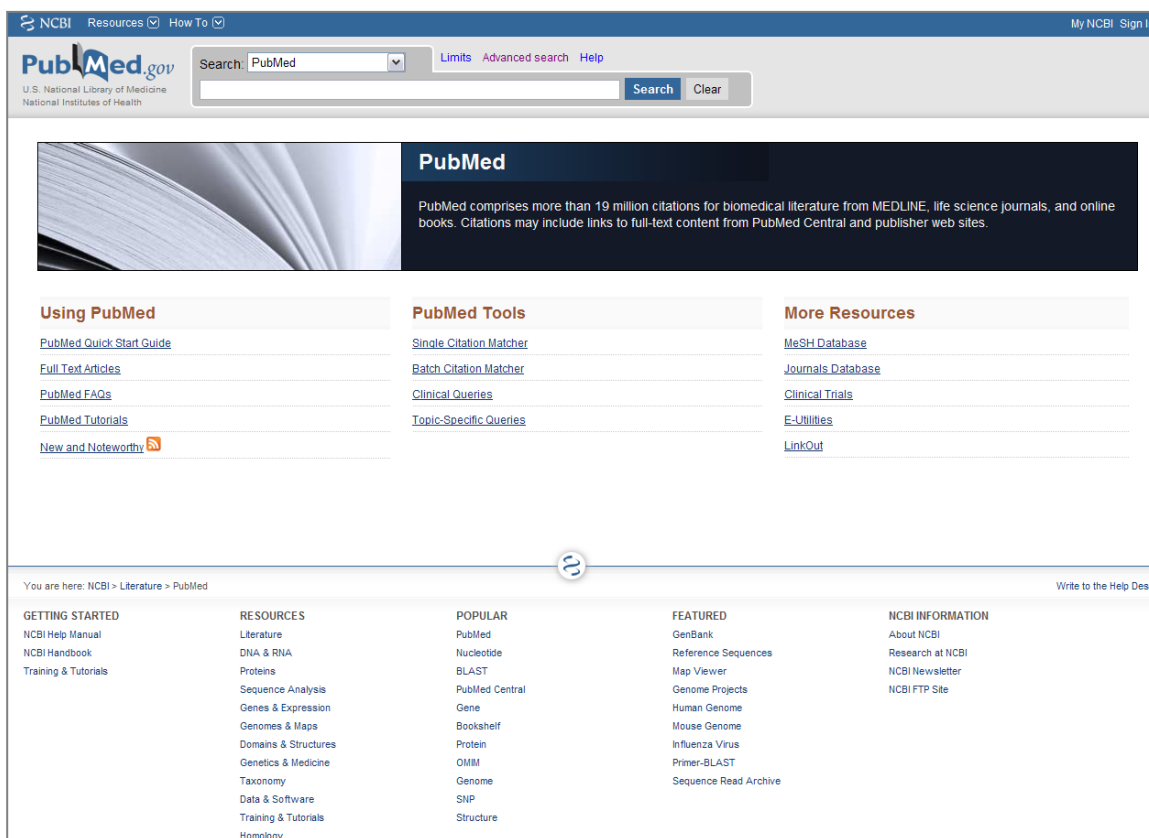 NCBI Resources How To My NCBI Sign I
PubMed.gov
U.S. National Library of Medicine
National Institutes of Health
Search: PubMed
Limits Advanced search Help
Search Clear
PubMed
PubMed comprises more than 19 million citations for biomedical literature from MEDLINE, life science journals, and online
books. Citations may include links to full-text content from PubMed Central and publisher web sites.
Using PubMed
PubMed Quick Start Guide
Full Text Articles
PubMed FAQs
PubMed Tutorials
New and Noteworthy
PubMed Tools
Single Citation Matcher
Batch Citation Matcher
Clinical Queries
Topic-Specific Queries
More Resources
MeSH Database
Journals Database
Clinical Trials
E-Utilities
LinkOut
You are here: NCBI > Literature > PubMed
Write to the Help Des
GETTING STARTED
NCBI Help Manual
NCBI Handbook
Training & Tutorials
RESOURCES
Literature
DNA & RNA
Proteins
Sequence Analysis
Genes & Expression
Genomes & Maps
Domains & Structures
Genetics & Medicine
Taxonomy
Data & Software
Training & Tutorials
Homology
POPULAR
PubMed
Nucleotide
BLAST
PubMed Central
Gene
Bookshelf
Protein
OMIM
Genome
SNP
Structure
FEATURED
GenBank
Reference Sequences
Map Viewer
Genome Projects
Human Genome
Mouse Genome
Influenza Virus
Primer-BLAST
Sequence Read Archive
NCBI INFORMATION
About NCBI
Research at NCBI
NCBI Newsletter
NCBI FTP Site